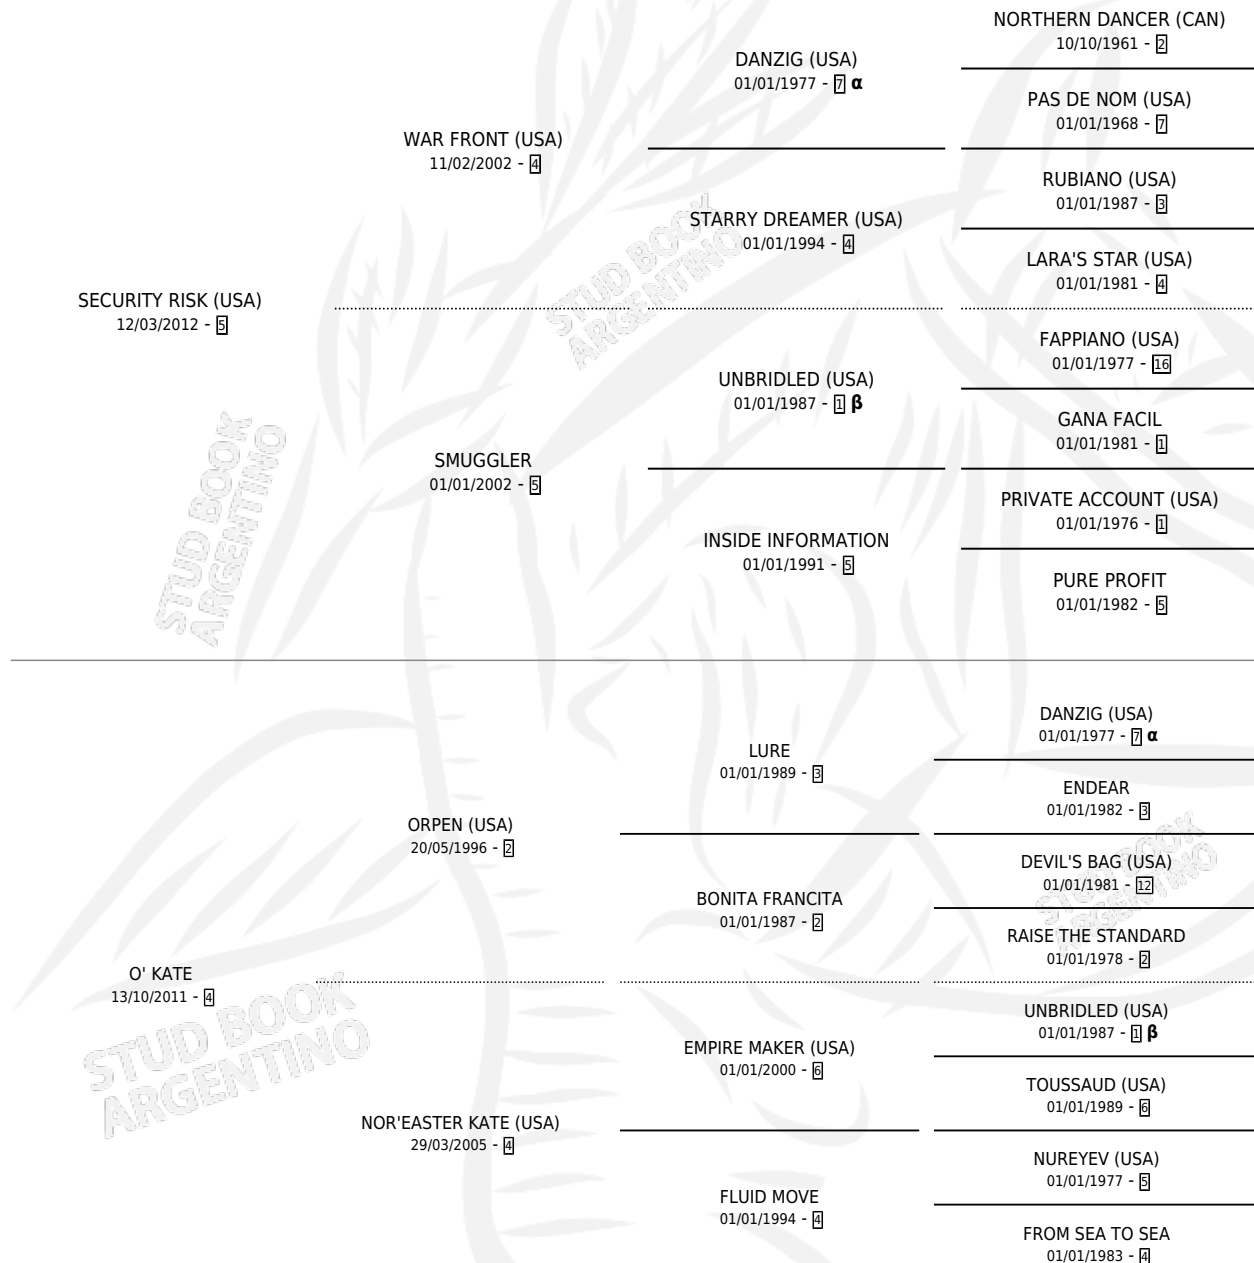 NORTHERN DANCER (CAN)
10/10/1961 - 2
DANZIG (USA)
01/01/1977 - 7 α
PAS DE NOM (USA)
01/01/1968 - 7
WAR FRONT (USA)
11/02/2002 - 4
RUBIANO (USA)
01/01/1987 - 3
STARRY DREAMER (USA)
01/01/1994 - 4
LARA'S STAR (USA)
01/01/1981 - 4
SECURITY RISK (USA)
12/03/2012 - 5
FAPPIANO (USA)
01/01/1977 - 16
UNBRIDLED (USA)
01/01/1987 - 1 β
GANA FACIL
01/01/1981 - 1
SMUGGLER
01/01/2002 - 5
PRIVATE ACCOUNT (USA)
01/01/1976 - 1
INSIDE INFORMATION
01/01/1991 - 5
PURE PROFIT
01/01/1982 - 5
DANZIG (USA)
01/01/1977 - 7 α
LURE
01/01/1989 - 3
ENDEAR
01/01/1982 - 3
ORPEN (USA)
20/05/1996 - 2
DEVIL'S BAG (USA)
01/01/1981 - 12
BONITA FRANCITA
01/01/1987 - 2
RAISE THE STANDARD
01/01/1978 - 2
O' KATE
13/10/2011 - 4
UNBRIDLED (USA)
01/01/1987 - 1 β
EMPIRE MAKER (USA)
01/01/2000 - 6
TOUSSAUD (USA)
01/01/1989 - 6
NOR'EASTER KATE (USA)
29/03/2005 - 4
NUREYEV (USA)
01/01/1977 - 5
FLUID MOVE
01/01/1994 - 4
FROM SEA TO SEA
01/01/1983 - 4
STUD BOOK
ARGENTINO
STUD BOOK
ARGENTINO
STUD BOOK
ARGENTINO
STUD BOOK
ARGENTINO